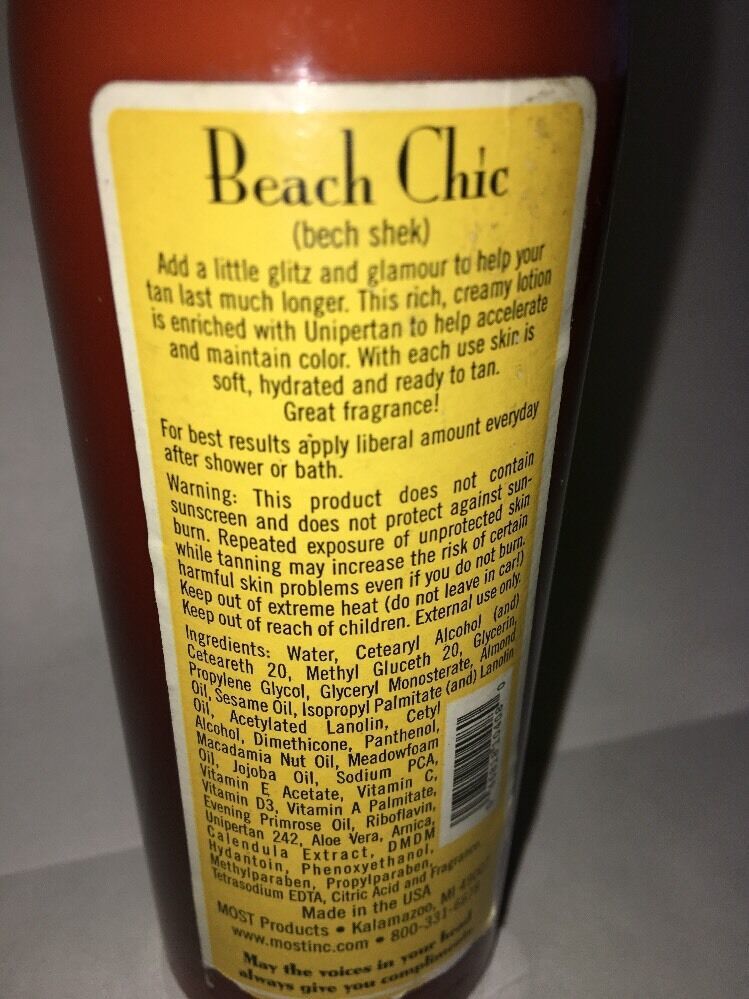 Beach Chic
(bech shek)
Add a little glitz and glamour to help your
tan last much longer. This rich, creamy lotion
is enriched with Unipertan to help accelerate
and maintain color. With each use skin is
soft, hydrated and ready to tan.
Great fragrance!
For best results apply liberal amount everyday
after shower or bath.
Warning: This product does not contain
sunscreen and does not protect against sun-
burn. Repeated exposure of unprotected skin
while tanning may increase the risk of certain
harmful skin problems even if you do not burn.
Keep out of extreme heat (do not leave in car!)
Keep out of reach of children. External use only.
Ingredients: Water, Cetearyl Alcohol (and)
Ceteareth 20, Methyl Gluceth 20, Glycerin,
Propylene Glycol, Glyceryl Monosterate, Almond
Oil, Sesame Oil, Isopropyl Palmitate (and) Lanolin
Oil, Acetylated Lanolin, Cetyl
Alcohol, Dimethicone, Panthenol,
Macadamia Nut Oil, Meadowfoam
Oil, Jojoba Oil, Sodium PCA,
Vitamin E Acetate, Vitamin C,
Vitamin D3, Vitamin A Palmitate,
Evening Primrose Oil, Riboflavin,
Unipertan 242, Aloe Vera, Arnica,
Calendula Extract, DMDM
Hydantoin, Phenoxyethanol,
Methylparaben, Propylparaben,
Tetrasodium EDTA, Citric Acid and Fragrance.
Made in the USA
MOST Products • Kalamazoo, MI
www.mostinc.com • 800-331-
May the voices in your head
always give you compliments